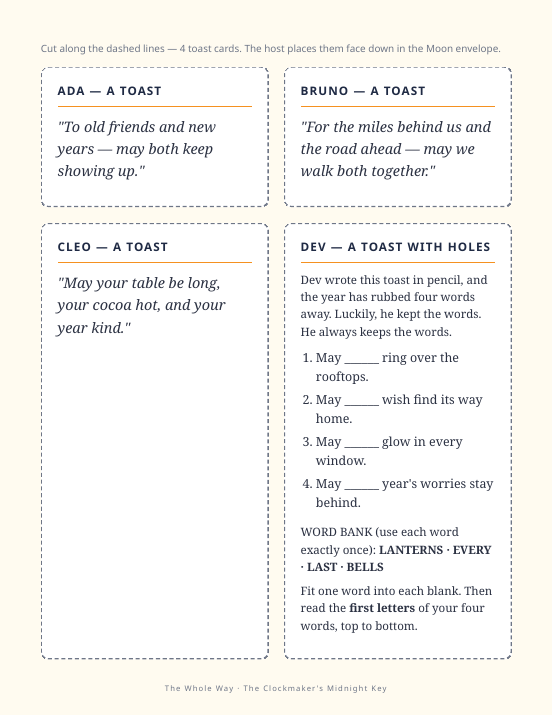 Cut along the dashed lines — 4 toast cards. The host places them face down in the Moon envelope.
ADA — A TOAST
"To old friends and new
years — may both keep
showing up."
BRUNO — A TOAST
"For the miles behind us and
the road ahead — may we
walk both together."
CLEO — A TOAST
"May your table be long,
your cocoa hot, and your
year kind."
DEV — A TOAST WITH HOLES
Dev wrote this toast in pencil, and
the year has rubbed four words
away. Luckily, he kept the words.
He always keeps the words.
1. May ______ ring over the
rooftops.
2. May ______ wish find its way
home.
3. May ______ glow in every
window.
4. May ______ year's worries stay
behind.
WORD BANK (use each word
exactly once): LANTERNS · EVERY
· LAST · BELLS
Fit one word into each blank. Then
read the first letters of your four
words, top to bottom.
The Whole Way · The Clockmaker's Midnight Key